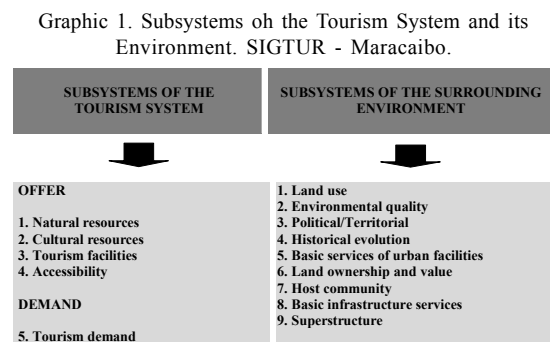 Graphic 1. Subsystems oh the Tourism System and its
Environment. SIGTUR - Maracaibo.
SUBSYSTEMS OF THE
TOURISM SYSTEM
SUBSYSTEMS OF THE SURROUNDING
ENVIRONMENT
OFFER
1. Natural resources
2. Cultural resources
3. Tourism facilities
4. Accessibility
DEMAND
5. Tourism demand
1. Land use
2. Environmental quality
3. Political/Territorial
4. Historical evolution
5. Basic services of urban facilities
6. Land ownership and value
7. Host community
8. Basic infrastructure services
9. Superstructure